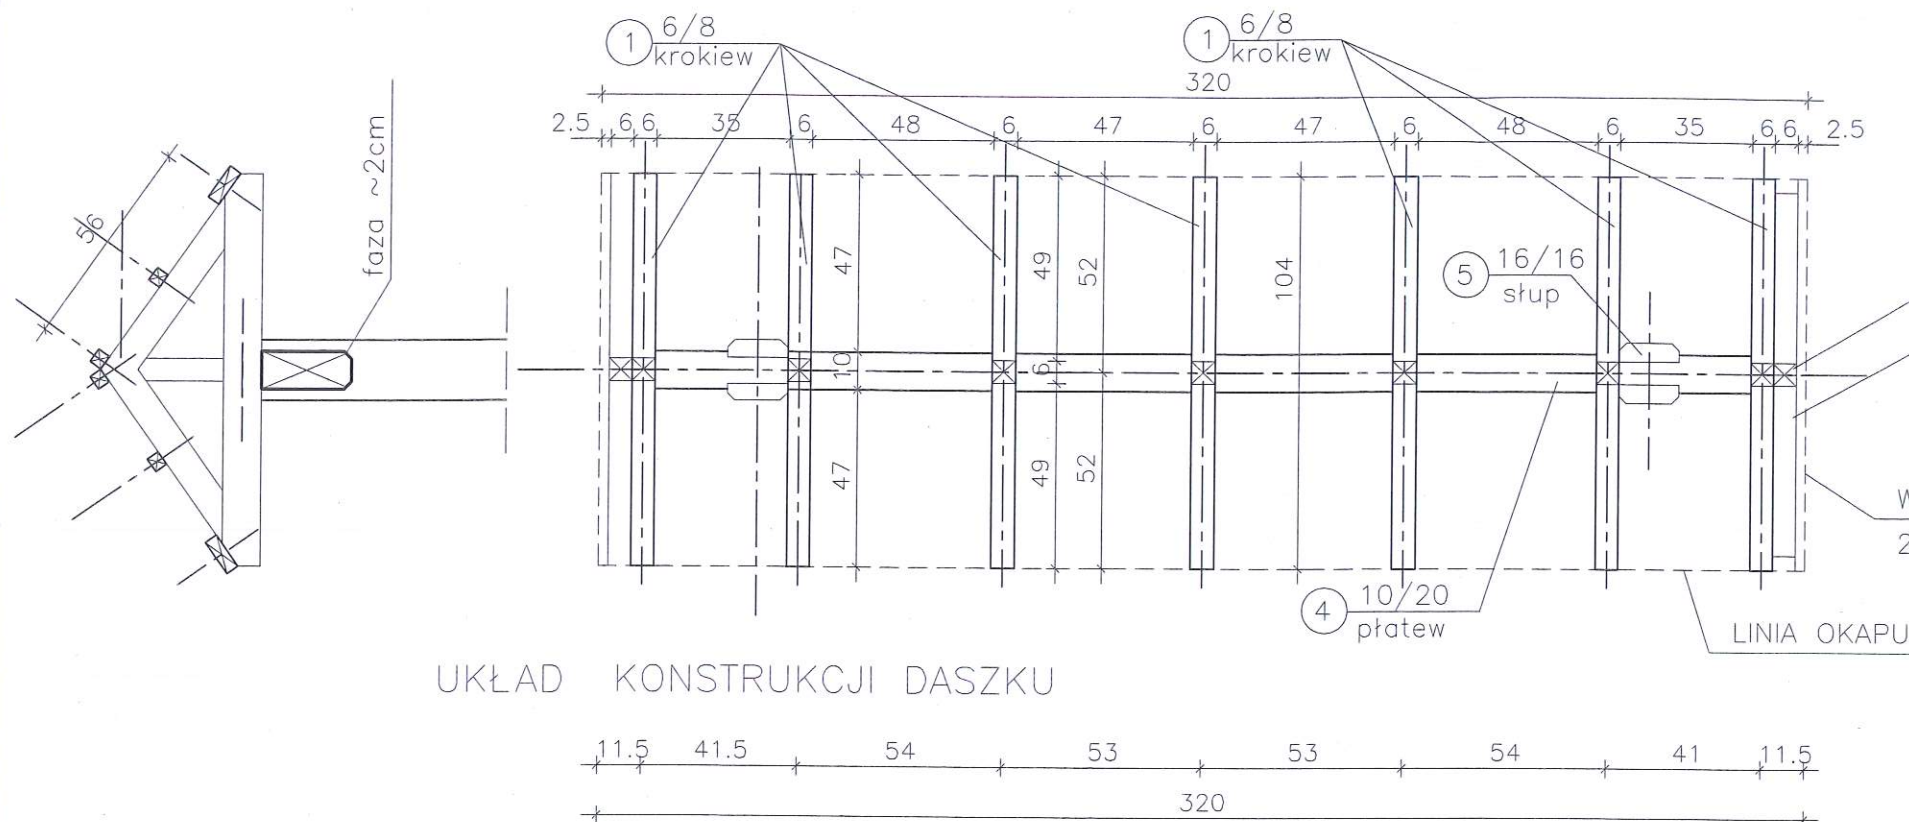 1 6/8
krokiew
1 6/8
krokiew
320
2.5 6 6 35 6 48 6 47 6 47 6 48 6 35 6 6 2.5
faza ~2cm
56
47
49
52
104
5 16/16
słup
10
6
47
49
52
4 10/20
płatew
W
2
LINIA OKAPU
UKŁAD KONSTRUKCJI DASZKU
11.5 41.5 54 53 53 54 41 11.5
320